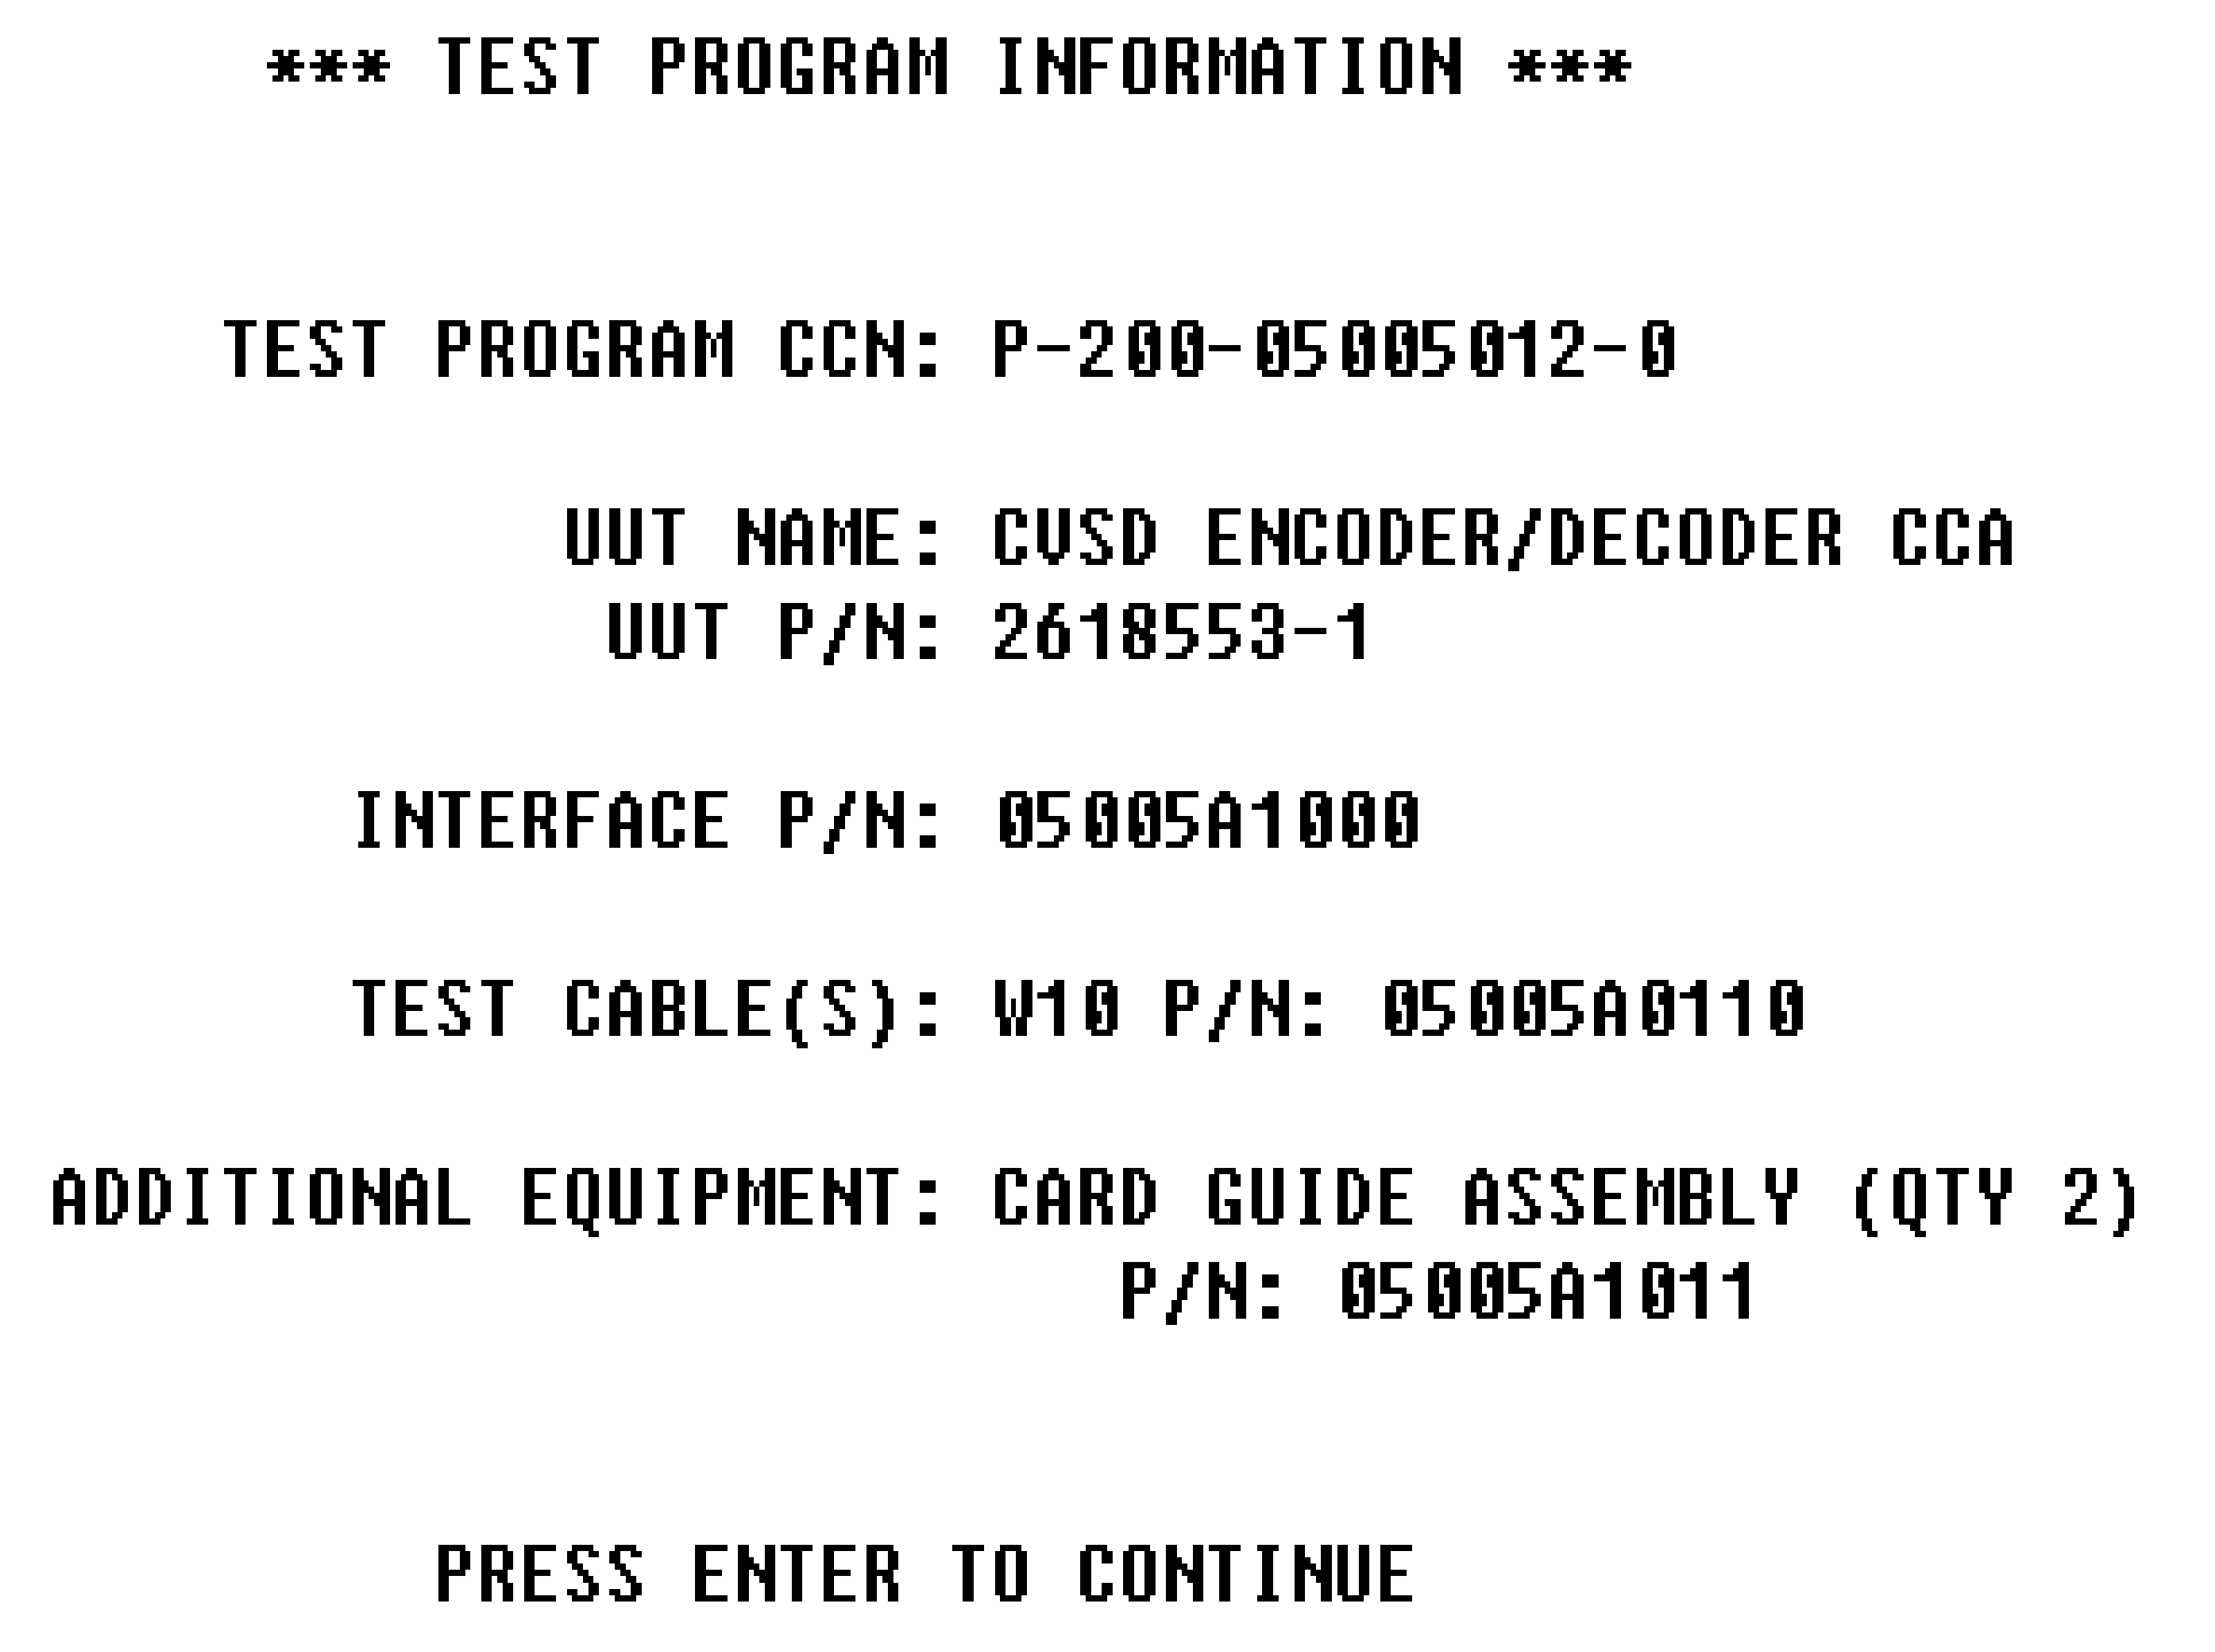 *** TEST PROGRAM INFORMATION ***
TEST PROGRAM CCN: P-200-05005012-0
UUT NAME: CVSD ENCODER/DECODER CCA
UUT P/N: 2618553-1
INTERFACE P/N: 05005A1000
TEST CABLE(S): W10 P/N: 05005A0110
ADDITIONAL EQUIPMENT: CARD GUIDE ASSEMBLY (QTY 2)
P/N: 05005A1011
PRESS ENTER TO CONTINUE